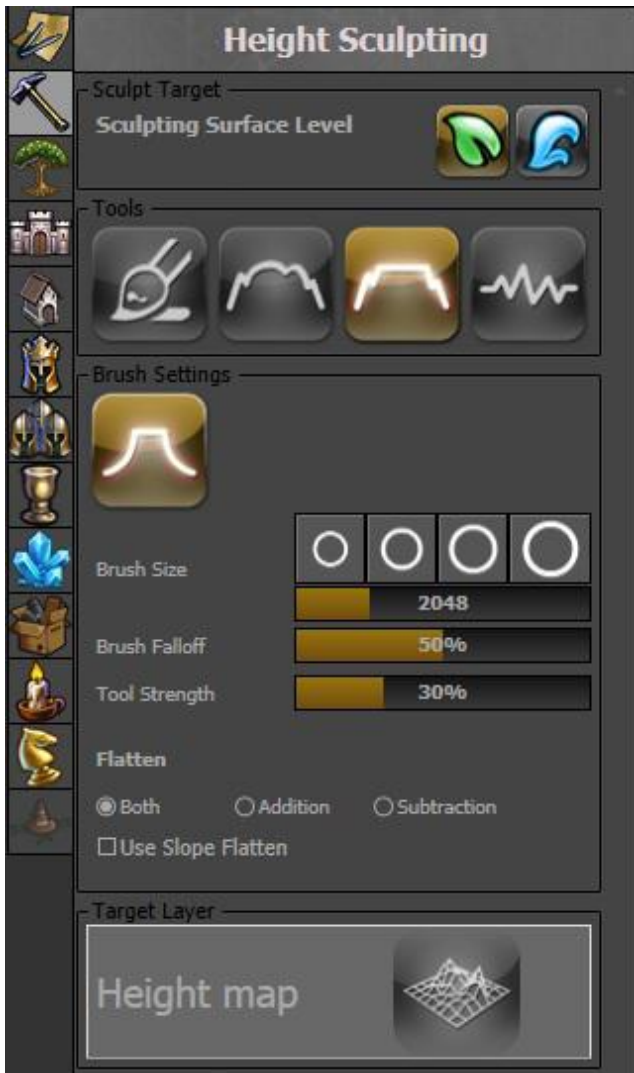 Height Sculpting
Sculpt Target
Sculpting Surface Level
Tools
Brush Settings
Brush Size
2048
Brush Falloff
50%
Tool Strength
30%
Flatten
Both Addition Subtraction
Use Slope Flatten
Target Layer
Height map